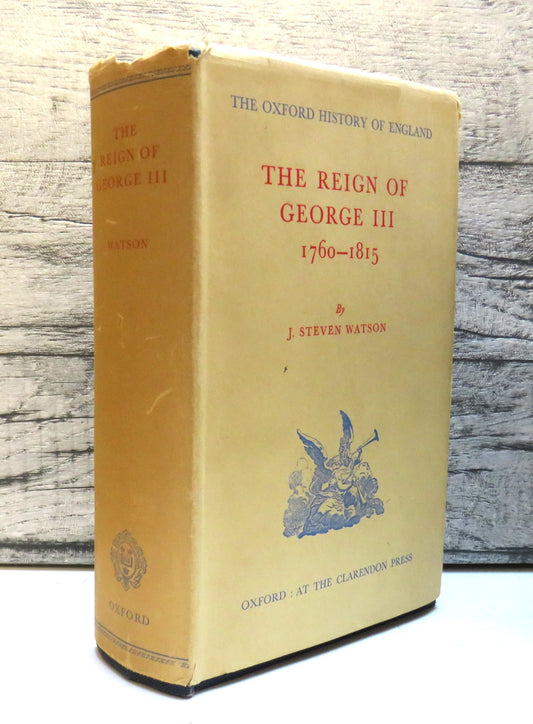 THE
REIGN OF
GEORGE III
WATSON
OXFORD
THE OXFORD HISTORY OF ENGLAND
THE REIGN OF
GEORGE III
1760–1815
By
J. STEVEN WATSON
OXFORD : AT THE CLARENDON PRESS